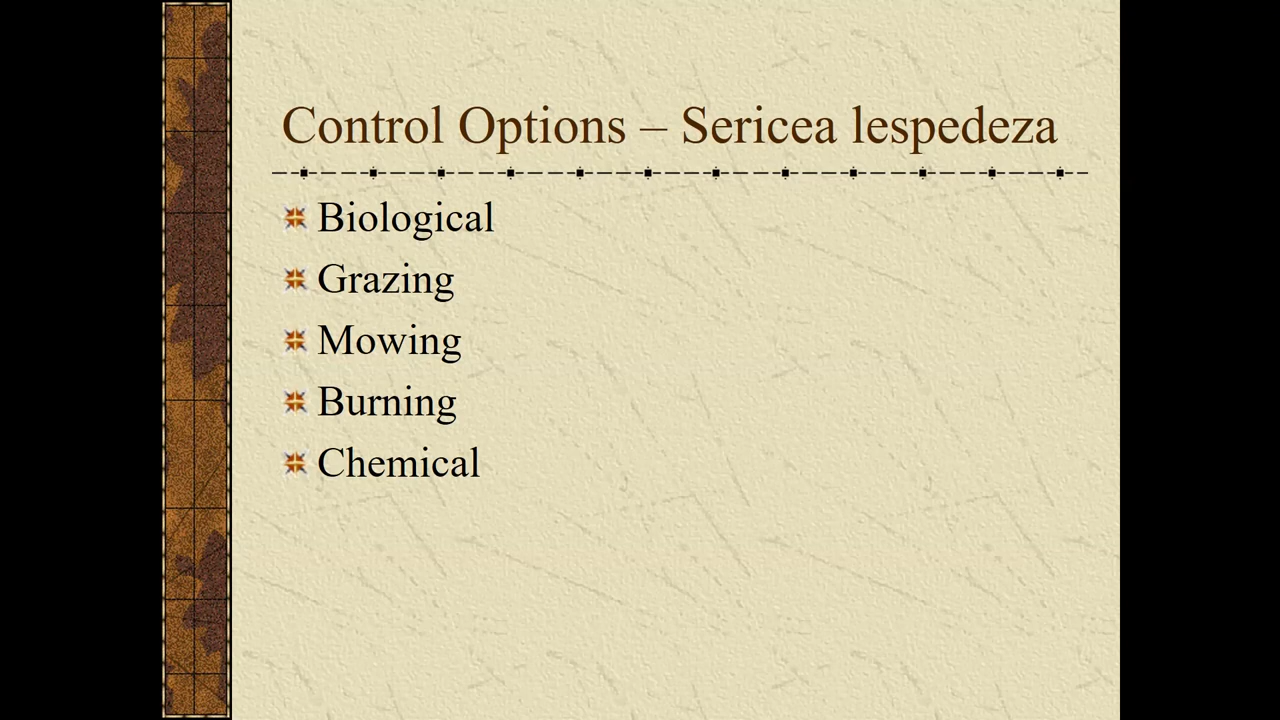 Control Options – Sericea lespedeza
Biological
Grazing
Mowing
Burning
Chemical